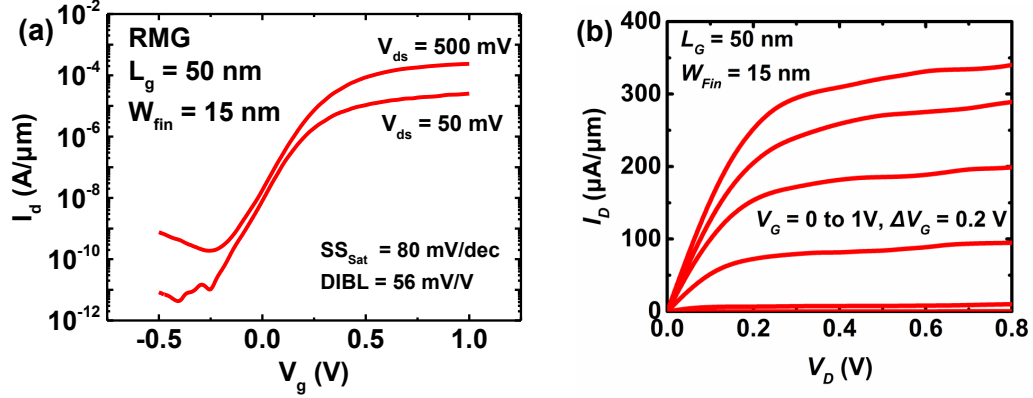 (a)
RMG
L_g = 50 nm
W_fin = 15 nm
V_ds = 500 mV
V_ds = 50 mV
SS_Sat = 80 mV/dec
DIBL = 56 mV/V
10^-2
10^-4
10^-6
10^-8
10^-10
10^-12
I_d (A/μm)
-0.5
0.0
0.5
1.0
V_g (V)
(b)
L_G = 50 nm
W_Fin = 15 nm
V_G = 0 to 1V, ΔV_G = 0.2 V
400
300
200
100
0
I_D (μA/μm)
0.0
0.2
0.4
0.6
0.8
V_D (V)